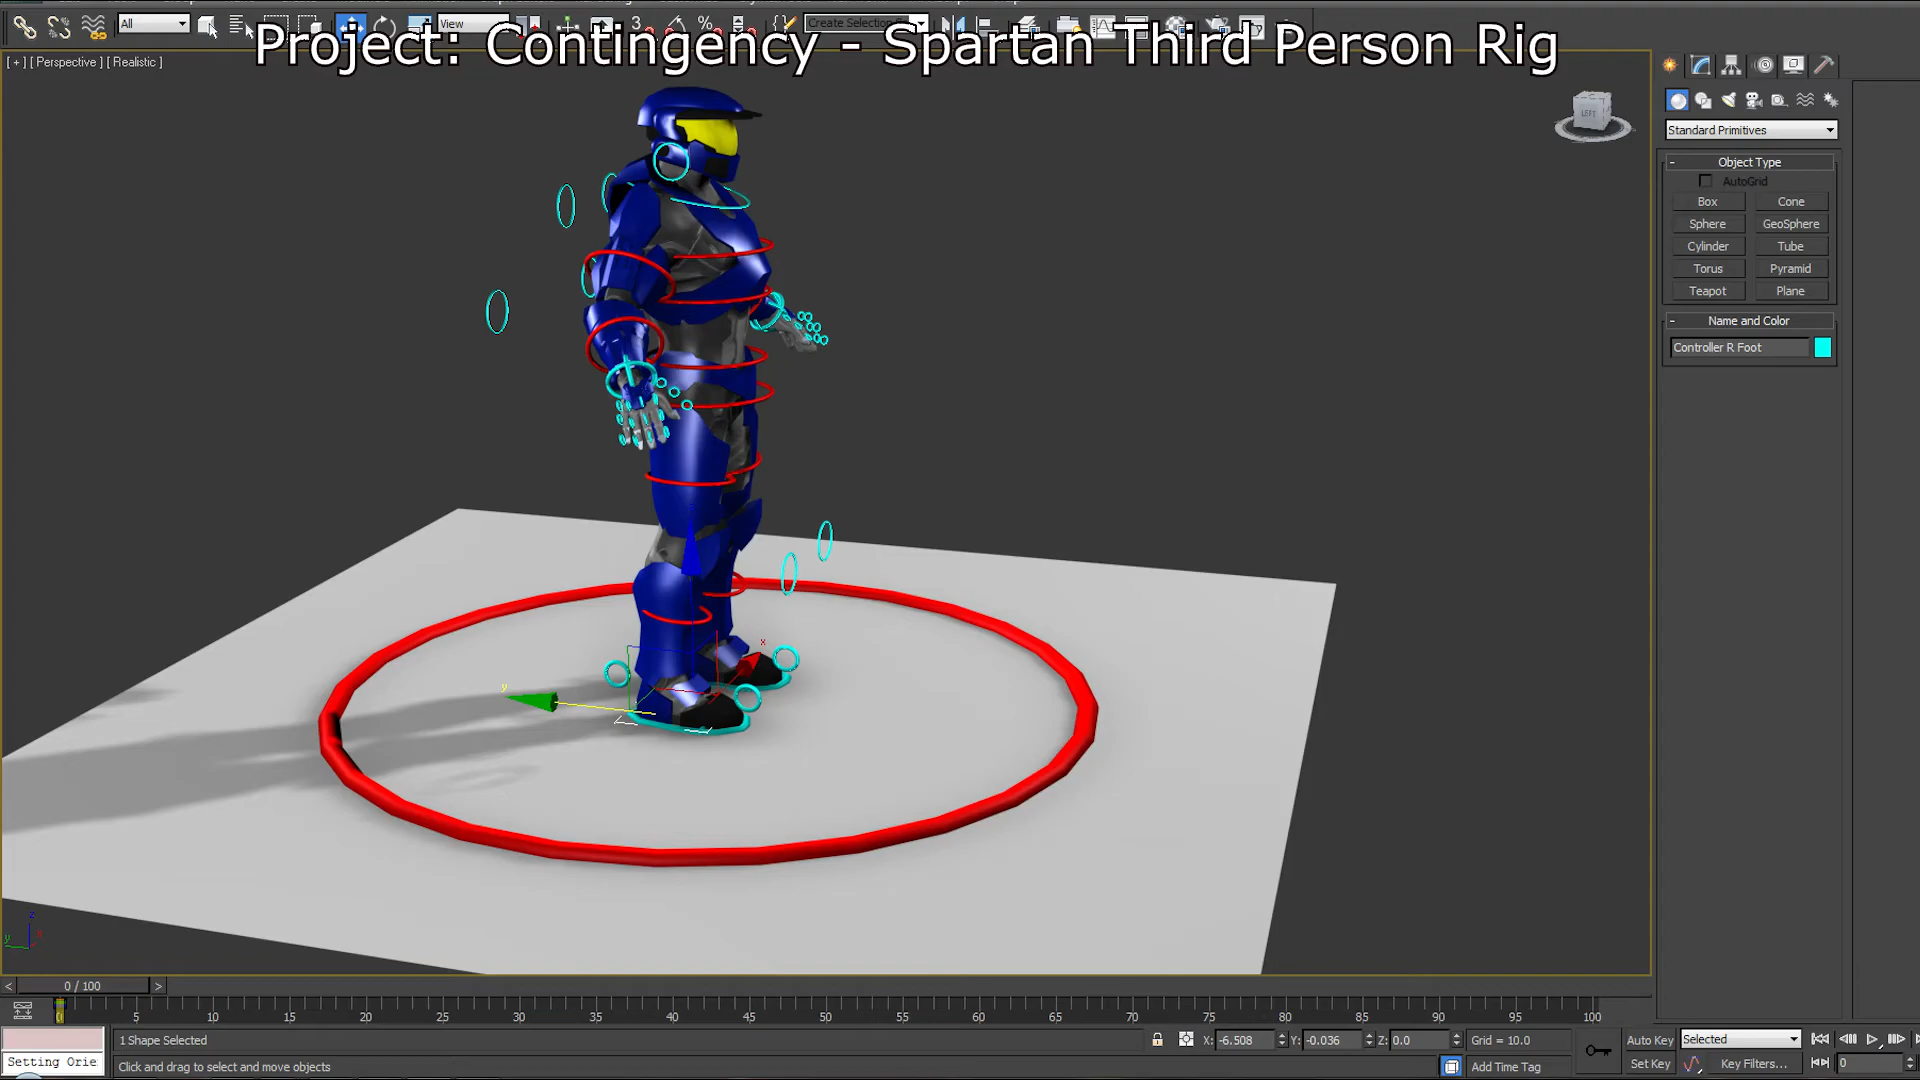 Project: Contingency - Spartan Third Person Rig
All
View
Create Selection S
[ + ] [ Perspective ] [ Realistic ]
LEFT
Standard Primitives
- Object Type
AutoGrid
Box Cone
Sphere GeoSphere
Cylinder Tube
Torus Pyramid
Teapot Plane
- Name and Color
Controller R Foot
x
y
z
y x
< 0 / 100 >
0 5 10 15 20 25 30 35 40 45 50 55 60 65 70 75 80 85 90 95 100
1 Shape Selected
X: -6.508 Y: -0.036 Z: 0.0 Grid = 10.0
Auto Key Selected
Setting Orie
Click and drag to select and move objects
Add Time Tag
Set Key Key Filters... 0